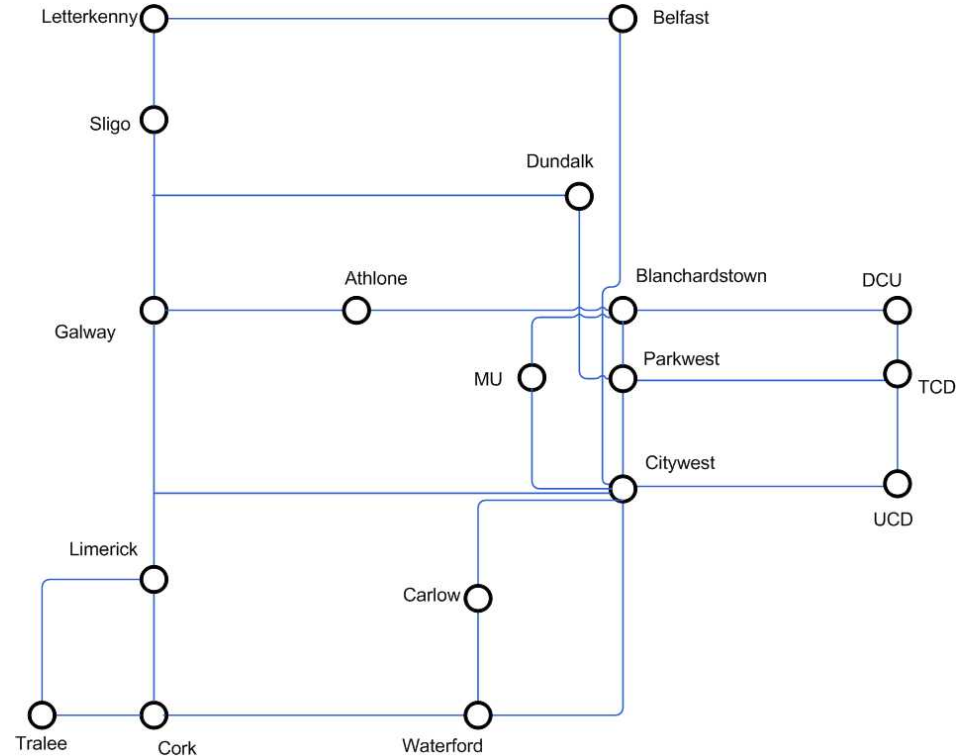 Letterkenny
Belfast
Sligo
Dundalk
Athlone
Blanchardstown
DCU
Galway
Parkwest
MU
TCD
Citywest
UCD
Limerick
Carlow
Tralee
Cork
Waterford